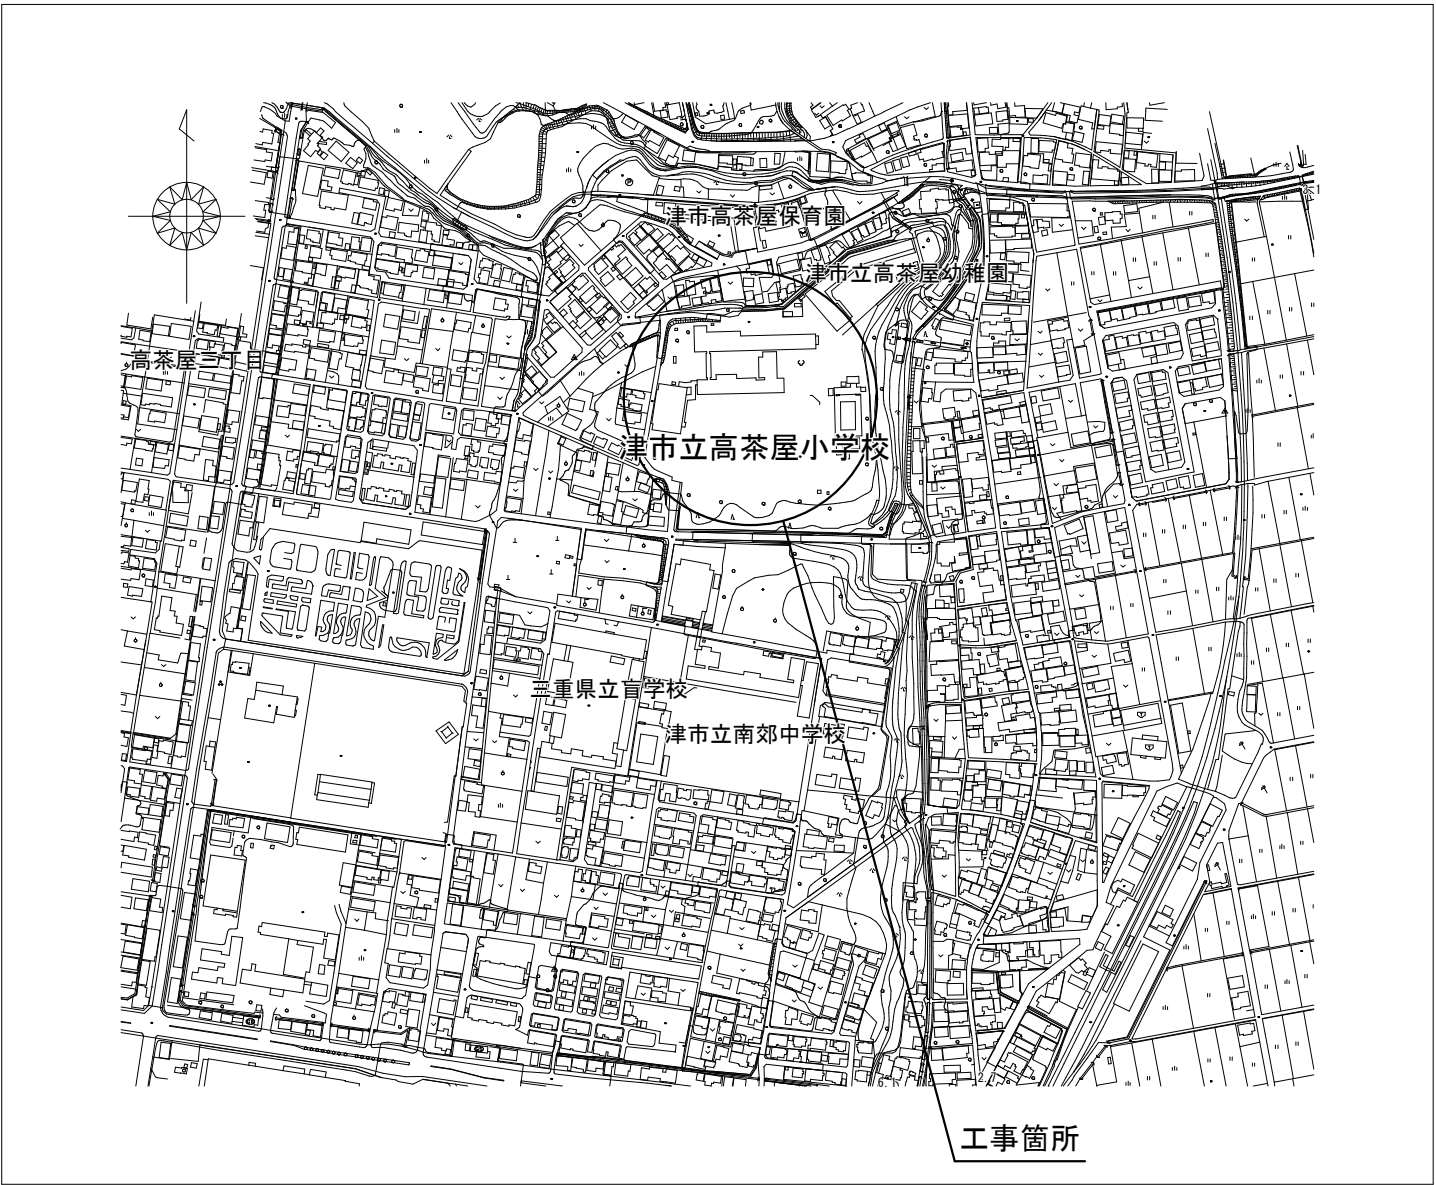 津市高茶屋保育園
津市立高茶屋幼稚園
高茶屋三丁目
津市立高茶屋小学校
三重県立盲学校
津市立南郊中学校
工事箇所